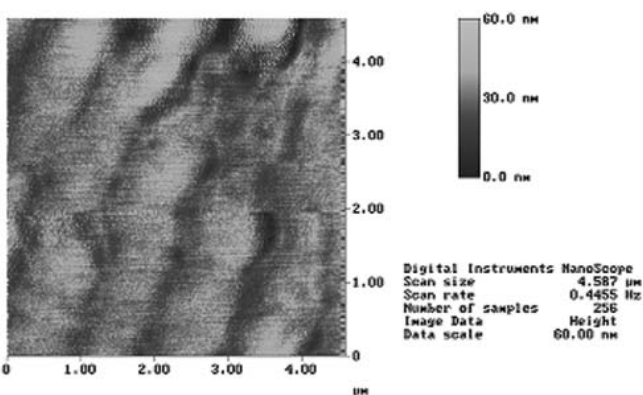 60.0 nm
30.0 nm
0.0 nm
4.00
3.00
2.00
1.00
0
0 1.00 2.00 3.00 4.00
μm
Digital Instruments NanoScope
Scan size 4.587 μm
Scan rate 0.4455 Hz
Number of samples 256
Image Data Height
Data scale 60.00 nm